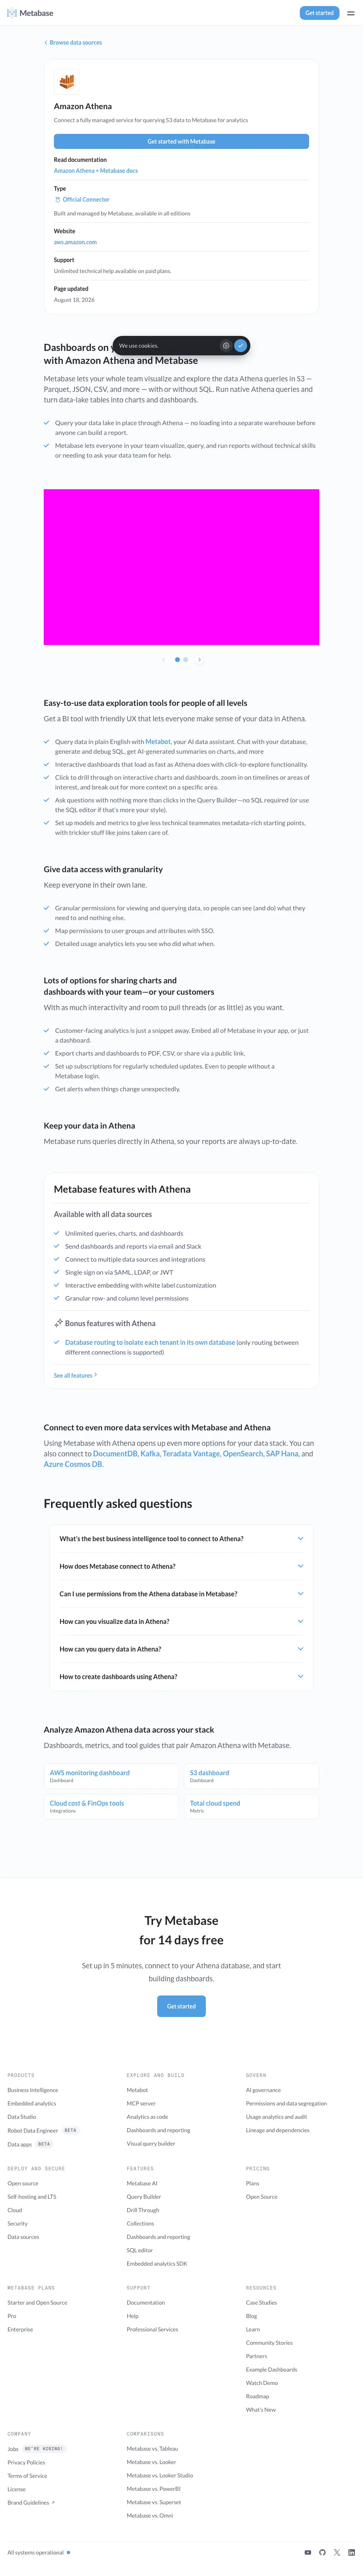 Metabase
Get started
Browse data sources
Amazon Athena
Connect a fully managed service for querying S3 data to Metabase for analytics
Get started with Metabase
Read documentation
Amazon Athena + Metabase docs
Type
Official Connector
Built and managed by Metabase, available in all editions
Website
aws.amazon.com
Support
Unlimited technical help available on paid plans.
Page updated
August 18, 2026
We use cookies.
Dashboards on
with Amazon Athena and Metabase
Metabase lets your whole team visualize and explore the data Athena queries in S3 —
Parquet, JSON, CSV, and more — with or without SQL. Run native Athena queries and
turn data-lake tables into charts and dashboards.
Query your data lake in place through Athena — no loading into a separate warehouse before
anyone can build a report.
Metabase lets everyone in your team visualize, query, and run reports without technical skills
or needing to ask your data team for help.
Easy-to-use data exploration tools for people of all levels
Get a BI tool with friendly UX that lets everyone make sense of your data in Athena.
Query data in plain English with Metabot, your AI data assistant. Chat with your database,
generate and debug SQL, get AI-generated summaries on charts, and more
Interactive dashboards that load as fast as Athena does with click-to-explore functionality.
Click to drill through on interactive charts and dashboards, zoom in on timelines or areas of
interest, and break out for more context on a specific area.
Ask questions with nothing more than clicks in the Query Builder—no SQL required (or use
the SQL editor if that's more your style).
Set up models and metrics to give less technical teammates metadata-rich starting points,
with trickier stuff like joins taken care of.
Give data access with granularity
Keep everyone in their own lane.
Granular permissions for viewing and querying data, so people can see (and do) what they
need to and nothing else.
Map permissions to user groups and attributes with SSO.
Detailed usage analytics lets you see who did what when.
Lots of options for sharing charts and
dashboards with your team—or your customers
With as much interactivity and room to pull threads (or as little) as you want.
Customer-facing analytics is just a snippet away. Embed all of Metabase in your app, or just
a dashboard.
Export charts and dashboards to PDF, CSV, or share via a public link.
Set up subscriptions for regularly scheduled updates. Even to people without a
Metabase login.
Get alerts when things change unexpectedly.
Keep your data in Athena
Metabase runs queries directly in Athena, so your reports are always up-to-date.
Metabase features with Athena
Available with all data sources
Unlimited queries, charts, and dashboards
Send dashboards and reports via email and Slack
Connect to multiple data sources and integrations
Single sign on via SAML, LDAP, or JWT
Interactive embedding with white label customization
Granular row- and column level permissions
Bonus features with Athena
Database routing to isolate each tenant in its own database (only routing between
different connections is supported)
See all features
Connect to even more data services with Metabase and Athena
Using Metabase with Athena opens up even more options for your data stack. You can
also connect to DocumentDB, Kafka, Teradata Vantage, OpenSearch, SAP Hana, and
Azure Cosmos DB.
Frequently asked questions
What's the best business intelligence tool to connect to Athena?
How does Metabase connect to Athena?
Can I use permissions from the Athena database in Metabase?
How can you visualize data in Athena?
How can you query data in Athena?
How to create dashboards using Athena?
Analyze Amazon Athena data across your stack
Dashboards, metrics, and tool guides that pair Amazon Athena with Metabase.
AWS monitoring dashboard
Dashboard
S3 dashboard
Dashboard
Cloud cost & FinOps tools
Integrations
Total cloud spend
Metric
Try Metabase
for 14 days free
Set up in 5 minutes, connect to your Athena database, and start
building dashboards.
Get started
PRODUCTS
Business Intelligence
Embedded analytics
Data Studio
Robot Data Engineer BETA
Data apps BETA
EXPLORE AND BUILD
Metabot
MCP server
Analytics as code
Dashboards and reporting
Visual query builder
GOVERN
AI governance
Permissions and data segregation
Usage analytics and audit
Lineage and dependencies
DEPLOY AND SECURE
Open source
Self-hosting and LTS
Cloud
Security
Data sources
FEATURES
Metabase AI
Query Builder
Drill Through
Collections
Dashboards and reporting
SQL editor
Embedded analytics SDK
PRICING
Plans
Open Source
METABASE PLANS
Starter and Open Source
Pro
Enterprise
SUPPORT
Documentation
Help
Professional Services
RESOURCES
Case Studies
Blog
Learn
Community Stories
Partners
Example Dashboards
Watch Demo
Roadmap
What's New
COMPANY
Jobs WE'RE HIRING!
Privacy Policies
Terms of Service
License
Brand Guidelines ↗
COMPARISONS
Metabase vs. Tableau
Metabase vs. Looker
Metabase vs. Looker Studio
Metabase vs. PowerBI
Metabase vs. Superset
Metabase vs. Omni
All systems operational